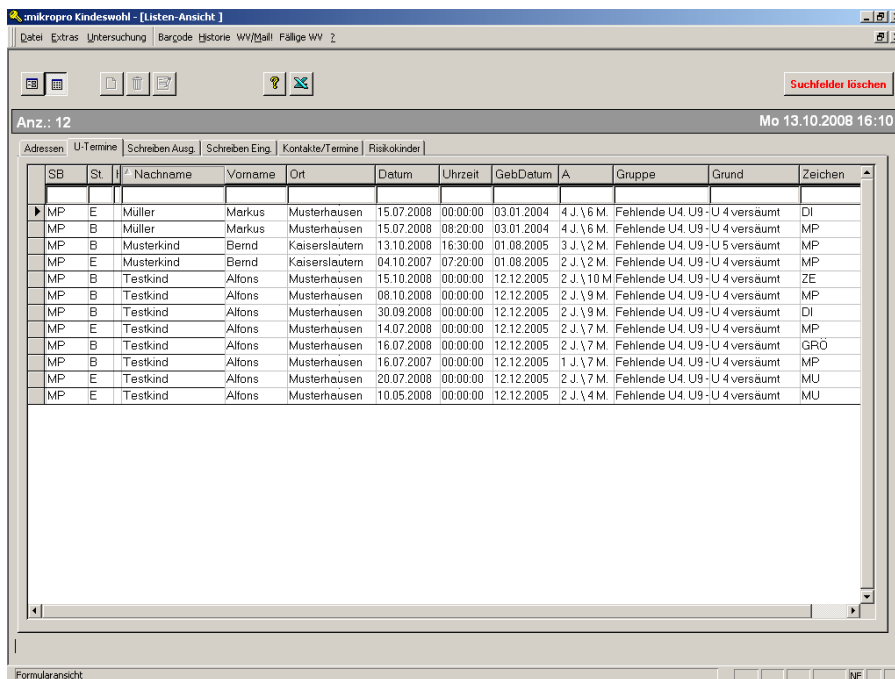 :mikropro Kindeswohl - [Listen-Ansicht ]
Datei Extras Untersuchung Barcode Historie WV/Mail! Fällige WV ?
Suchfelder löschen
Anz.: 12 Mo 13.10.2008 16:10
Adressen U-Termine Schreiben Ausg. Schreiben Eing. Kontakte/Termine Risikokinder
SB St. Nachname Vorname Ort Datum Uhrzeit GebDatum A Gruppe Grund Zeichen
MP E Müller Markus Musterhausen 15.07.2008 00:00:00 03.01.2004 4 J. \ 6 M. Fehlende U4. U9 - U 4 versäumt DI
MP B Müller Markus Musterhausen 15.07.2008 08:20:00 03.01.2004 4 J. \ 6 M. Fehlende U4. U9 - U 4 versäumt MP
MP B Musterkind Bernd Kaiserslautern 13.10.2008 16:30:00 01.08.2005 3 J. \ 2 M. Fehlende U4. U9 - U 5 versäumt MP
MP E Musterkind Bernd Kaiserslautern 04.10.2007 07:20:00 01.08.2005 2 J. \ 2 M. Fehlende U4. U9 - U 4 versäumt MP
MP B Testkind Alfons Musterhausen 15.10.2008 00:00:00 12.12.2005 2 J. \ 10 M Fehlende U4. U9 - U 4 versäumt ZE
MP B Testkind Alfons Musterhausen 08.10.2008 00:00:00 12.12.2005 2 J. \ 9 M. Fehlende U4. U9 - U 4 versäumt MP
MP B Testkind Alfons Musterhausen 30.09.2008 00:00:00 12.12.2005 2 J. \ 9 M. Fehlende U4. U9 - U 4 versäumt DI
MP E Testkind Alfons Musterhausen 14.07.2008 00:00:00 12.12.2005 2 J. \ 7 M. Fehlende U4. U9 - U 4 versäumt MP
MP B Testkind Alfons Musterhausen 16.07.2008 00:00:00 12.12.2005 2 J. \ 7 M. Fehlende U4. U9 - U 4 versäumt GRÖ
MP B Testkind Alfons Musterhausen 16.07.2007 00:00:00 12.12.2005 1 J. \ 7 M. Fehlende U4. U9 - U 4 versäumt MP
MP E Testkind Alfons Musterhausen 20.07.2008 00:00:00 12.12.2005 2 J. \ 7 M. Fehlende U4. U9 - U 4 versäumt MU
MP E Testkind Alfons Musterhausen 10.05.2008 00:00:00 12.12.2005 2 J. \ 4 M. Fehlende U4. U9 - U 4 versäumt MU
Formularansicht NF